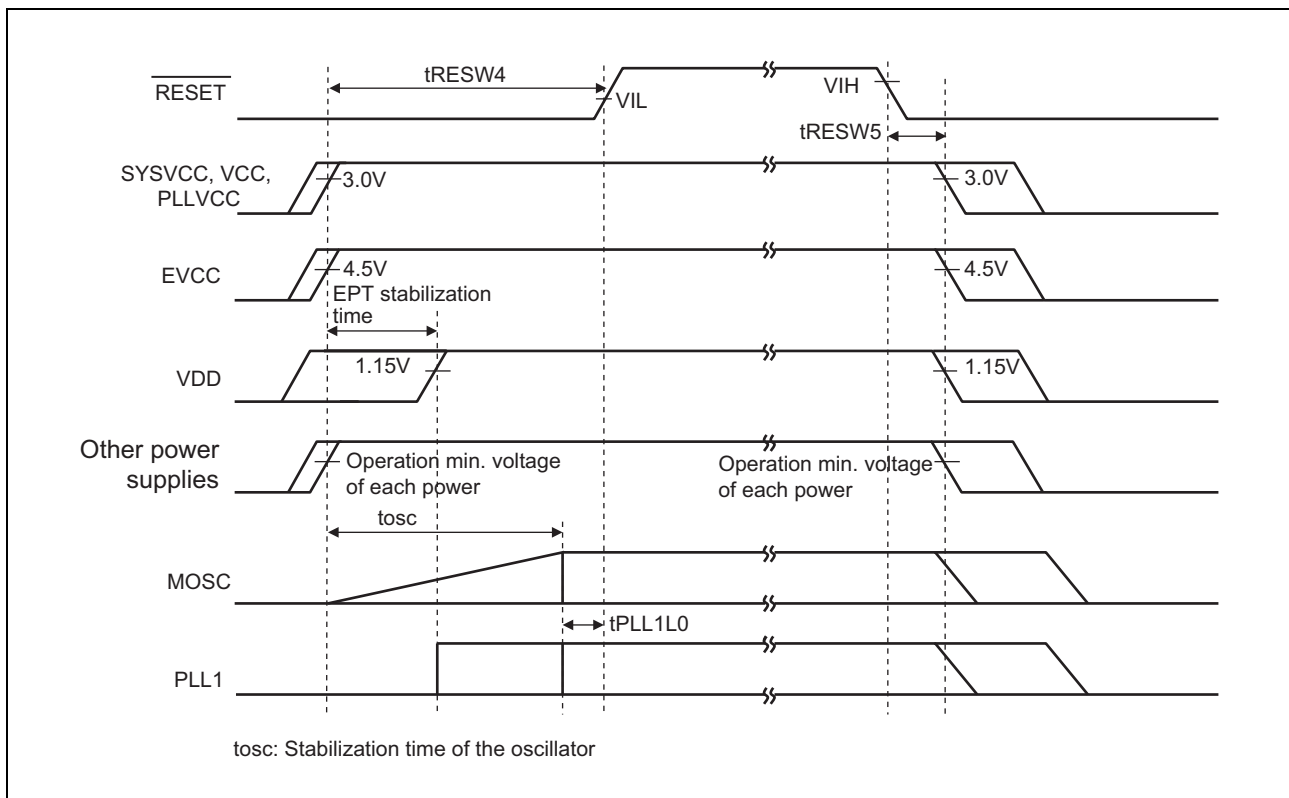 RESET
tRESW4
VIL
VIH
tRESW5
SYSVCC, VCC,
PLLVCC
3.0V
3.0V
EVCC
4.5V
4.5V
EPT stabilization
time
VDD
1.15V
1.15V
Other power
supplies
Operation min. voltage
of each power
Operation min. voltage
of each power
tosc
MOSC
tPLL1L0
PLL1
tosc: Stabilization time of the oscillator